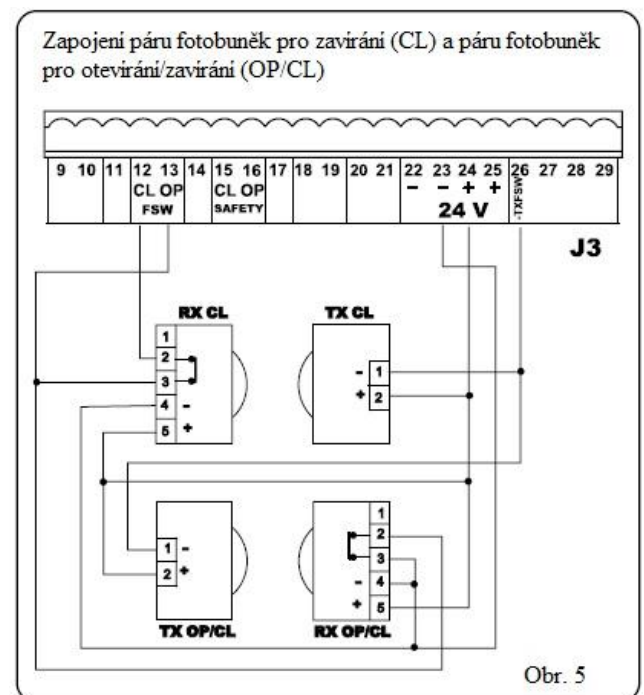 Zapojení páru fotobuněk pro zavírání (CL) a páru fotobuněk
pro otevírání/zavírání (OP/CL)
9 10 11 12 13 14 15 16 17 18 19 20 21 22 23 24 25 26 27 28 29
CL OP CL OP - - + + -TXFSW
FSW SAFETY 24 V
J3
RX CL TX CL
1
2
3
4 -
5 +
- 1
+ 2
1 -
2 +
1
2
3
- 4
+ 5
TX OP/CL RX OP/CL
Obr. 5